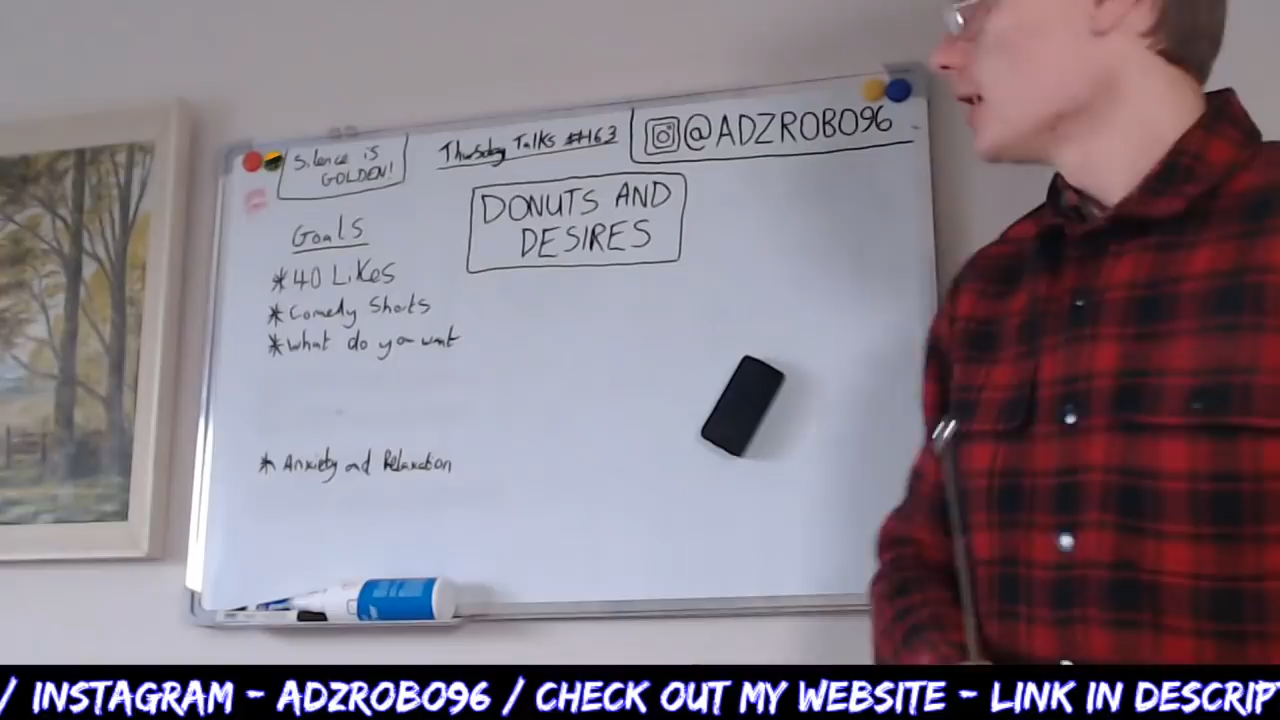 Silence is
GOLDEN!
Thursday Talks #163
@ADZROBO96
DONUTS AND
DESIRES
Goals
*40 Likes
*Comedy Shorts
*What do you want
* Anxiety and Relaxation
/ INSTAGRAM - ADZROBO96 / CHECK OUT MY WEBSITE - LINK IN DESCRIP